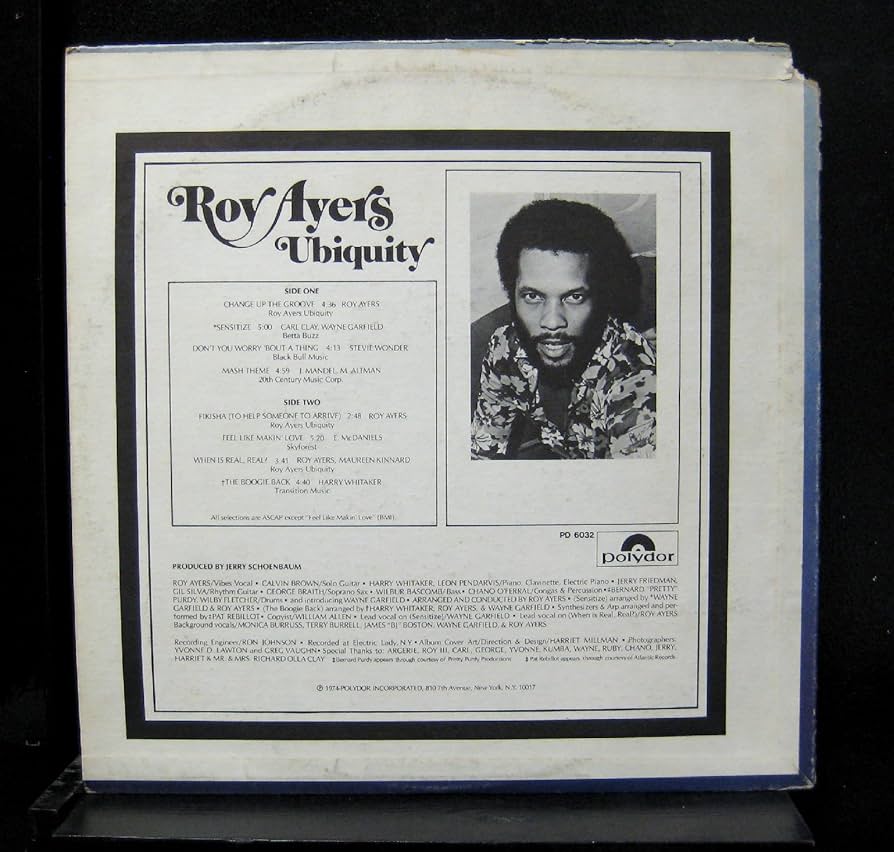 Roy Ayers
Ubiquity
SIDE ONE
CHANGE UP THE GROOVE 4:36 ROY AYERS
Roy Ayers Ubiquity
*SENSITIZE 5:00 CARL CLAY, WAYNE GARFIELD
Betta Buzz
DON'T YOU WORRY 'BOUT A THING 4:13 STEVIE WONDER
Black Bull Music
MASH THEME 4:59 J. MANDEL, M. ALTMAN
20th Century Music Corp.
SIDE TWO
FIKISHA (TO HELP SOMEONE TO ARRIVE) 2:48 ROY AYERS
Roy Ayers Ubiquity
FEEL LIKE MAKIN' LOVE 5:20 E. McDANIELS
Skyforest
WHEN IS REAL, REAL? 3:41 ROY AYERS, MAUREEN KINNARD
Roy Ayers Ubiquity
†THE BOOGIE BACK 4:40 HARRY WHITAKER
Transition Music
All selections are ASCAP except "Feel Like Makin' Love" (BMI).
PD 6032
polydor
PRODUCED BY JERRY SCHOENBAUM
ROY AYERS/Vibes Vocal • CALVIN BROWN/Solo Guitar • HARRY WHITAKER, LEON PENDARVIS/Piano, Clavinette, Electric Piano • JERRY FRIEDMAN,
GIL SILVA/Rhythm Guitar • GEORGE BRAITH/Soprano Sax • WILBUR BASCOMB/Bass • CHANO O'FERRAL/Congas & Percussion • ‡BERNARD "PRETTY"
PURDY, WILBY FLETCHER/Drums • and introducing WAYNE GARFIELD • ARRANGED AND CONDUCTED BY ROY AYERS • (Sensitize) arranged by *WAYNE
GARFIELD & ROY AYERS • (The Boogie Back) arranged by †HARRY WHITAKER, ROY AYERS, & WAYNE GARFIELD • Synthesizers & Arp arranged and per-
formed by ‡PAT REBILLOT • Copyist/WILLIAM ALLEN • Lead vocal on (Sensitize)/WAYNE GARFIELD • Lead vocal on (When is Real, Real?)/ROY AYERS
Background vocals/MONICA BURRUSS, TERRY BURRELL, JAMES "BJ" BOSTON, WAYNE GARFIELD, & ROY AYERS
Recording Engineer/RON JOHNSON • Recorded at Electric Lady, N.Y • Album Cover Art/Direction & Design/HARRIET MILLMAN • Photographers:
YVONNE D. LAWTON and GREG VAUGHN • Special Thanks to: ARGERIE, ROY III, CARL, GEORGE, YVONNE, KUMBA, WAYNE, RUBY, CHANO, JERRY,
HARRIET & MR. & MRS. RICHARD OLLA CLAY ‡Bernard Purdy appears through courtesy of Pretty Purdy Productions ‡Pat Rebillot appears through courtesy of Atlantic Records
℗ 1974-POLYDOR INCORPORATED, 810 7th Avenue, New York, N.Y. 10017